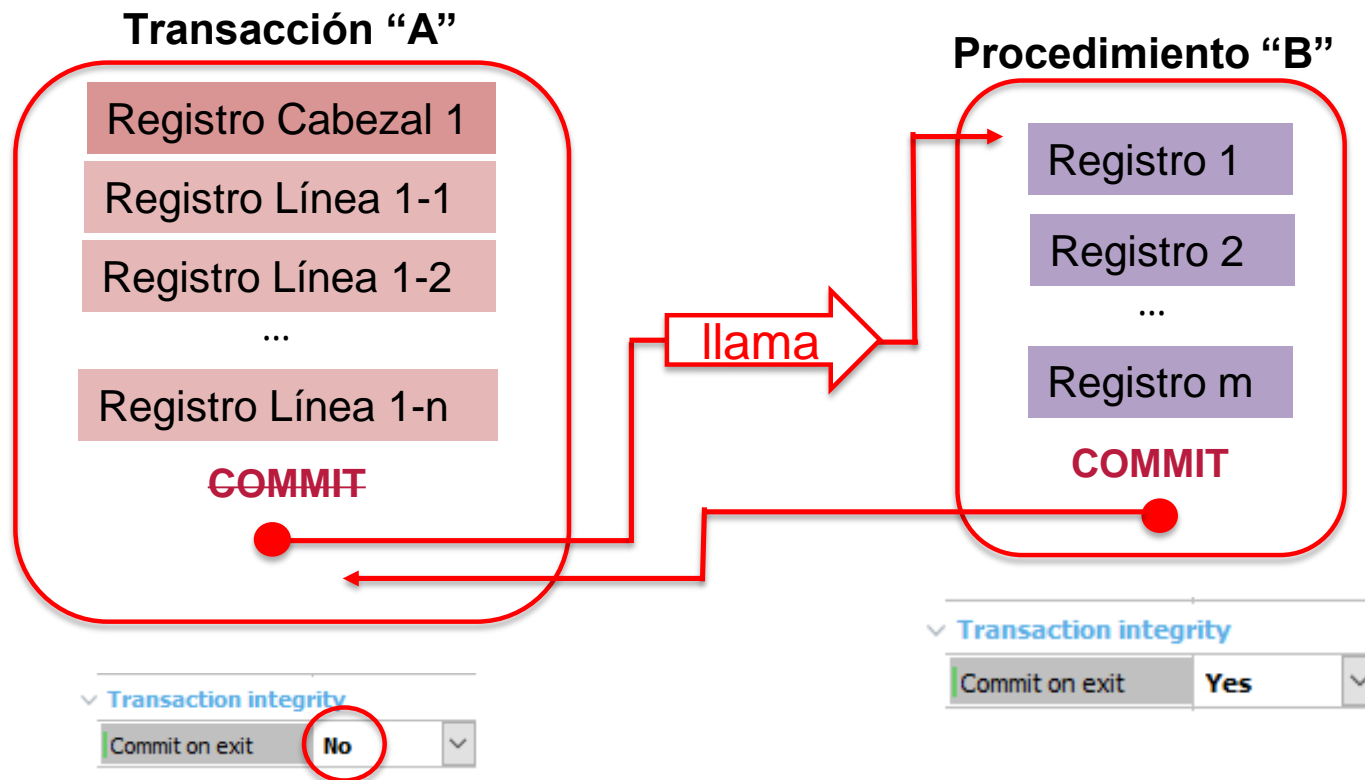 Transacción “A”
Registro Cabezal 1
Registro Línea 1-1
Registro Línea 1-2
...
Registro Línea 1-n
COMMIT
llama
Procedimiento “B”
Registro 1
Registro 2
...
Registro m
COMMIT
Transaction integrity
Commit on exit No
Transaction integrity
Commit on exit Yes